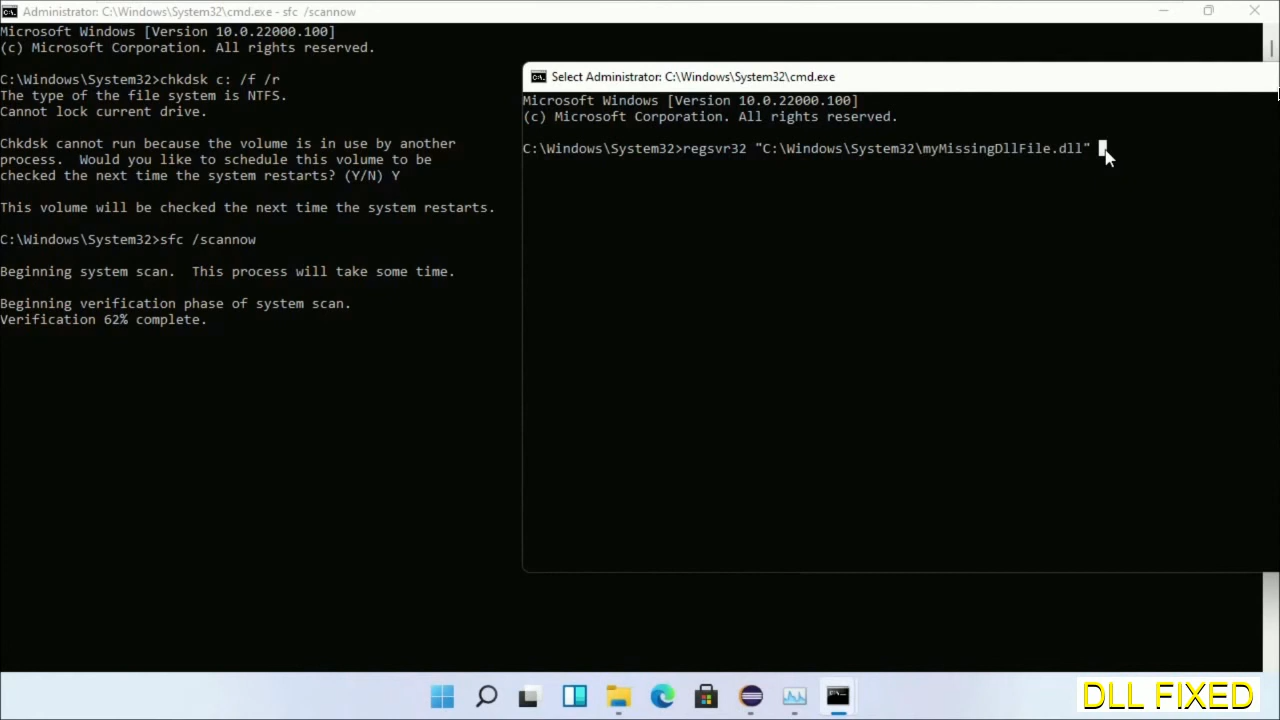 Administrator: C:\Windows\System32\cmd.exe - sfc /scannow
Microsoft Windows [Version 10.0.22000.100]
(c) Microsoft Corporation. All rights reserved.
C:\Windows\System32>chkdsk c: /f /r
The type of the file system is NTFS.
Cannot lock current drive.
Chkdsk cannot run because the volume is in use by another
process.  Would you like to schedule this volume to be
checked the next time the system restarts? (Y/N) Y
This volume will be checked the next time the system restarts.
C:\Windows\System32>sfc /scannow
Beginning system scan.  This process will take some time.
Beginning verification phase of system scan.
Verification 62% complete.
Select Administrator: C:\Windows\System32\cmd.exe
Microsoft Windows [Version 10.0.22000.100]
(c) Microsoft Corporation. All rights reserved.
C:\Windows\System32>regsvr32 "C:\Windows\System32\myMissingDllFile.dll"
DLL FIXED